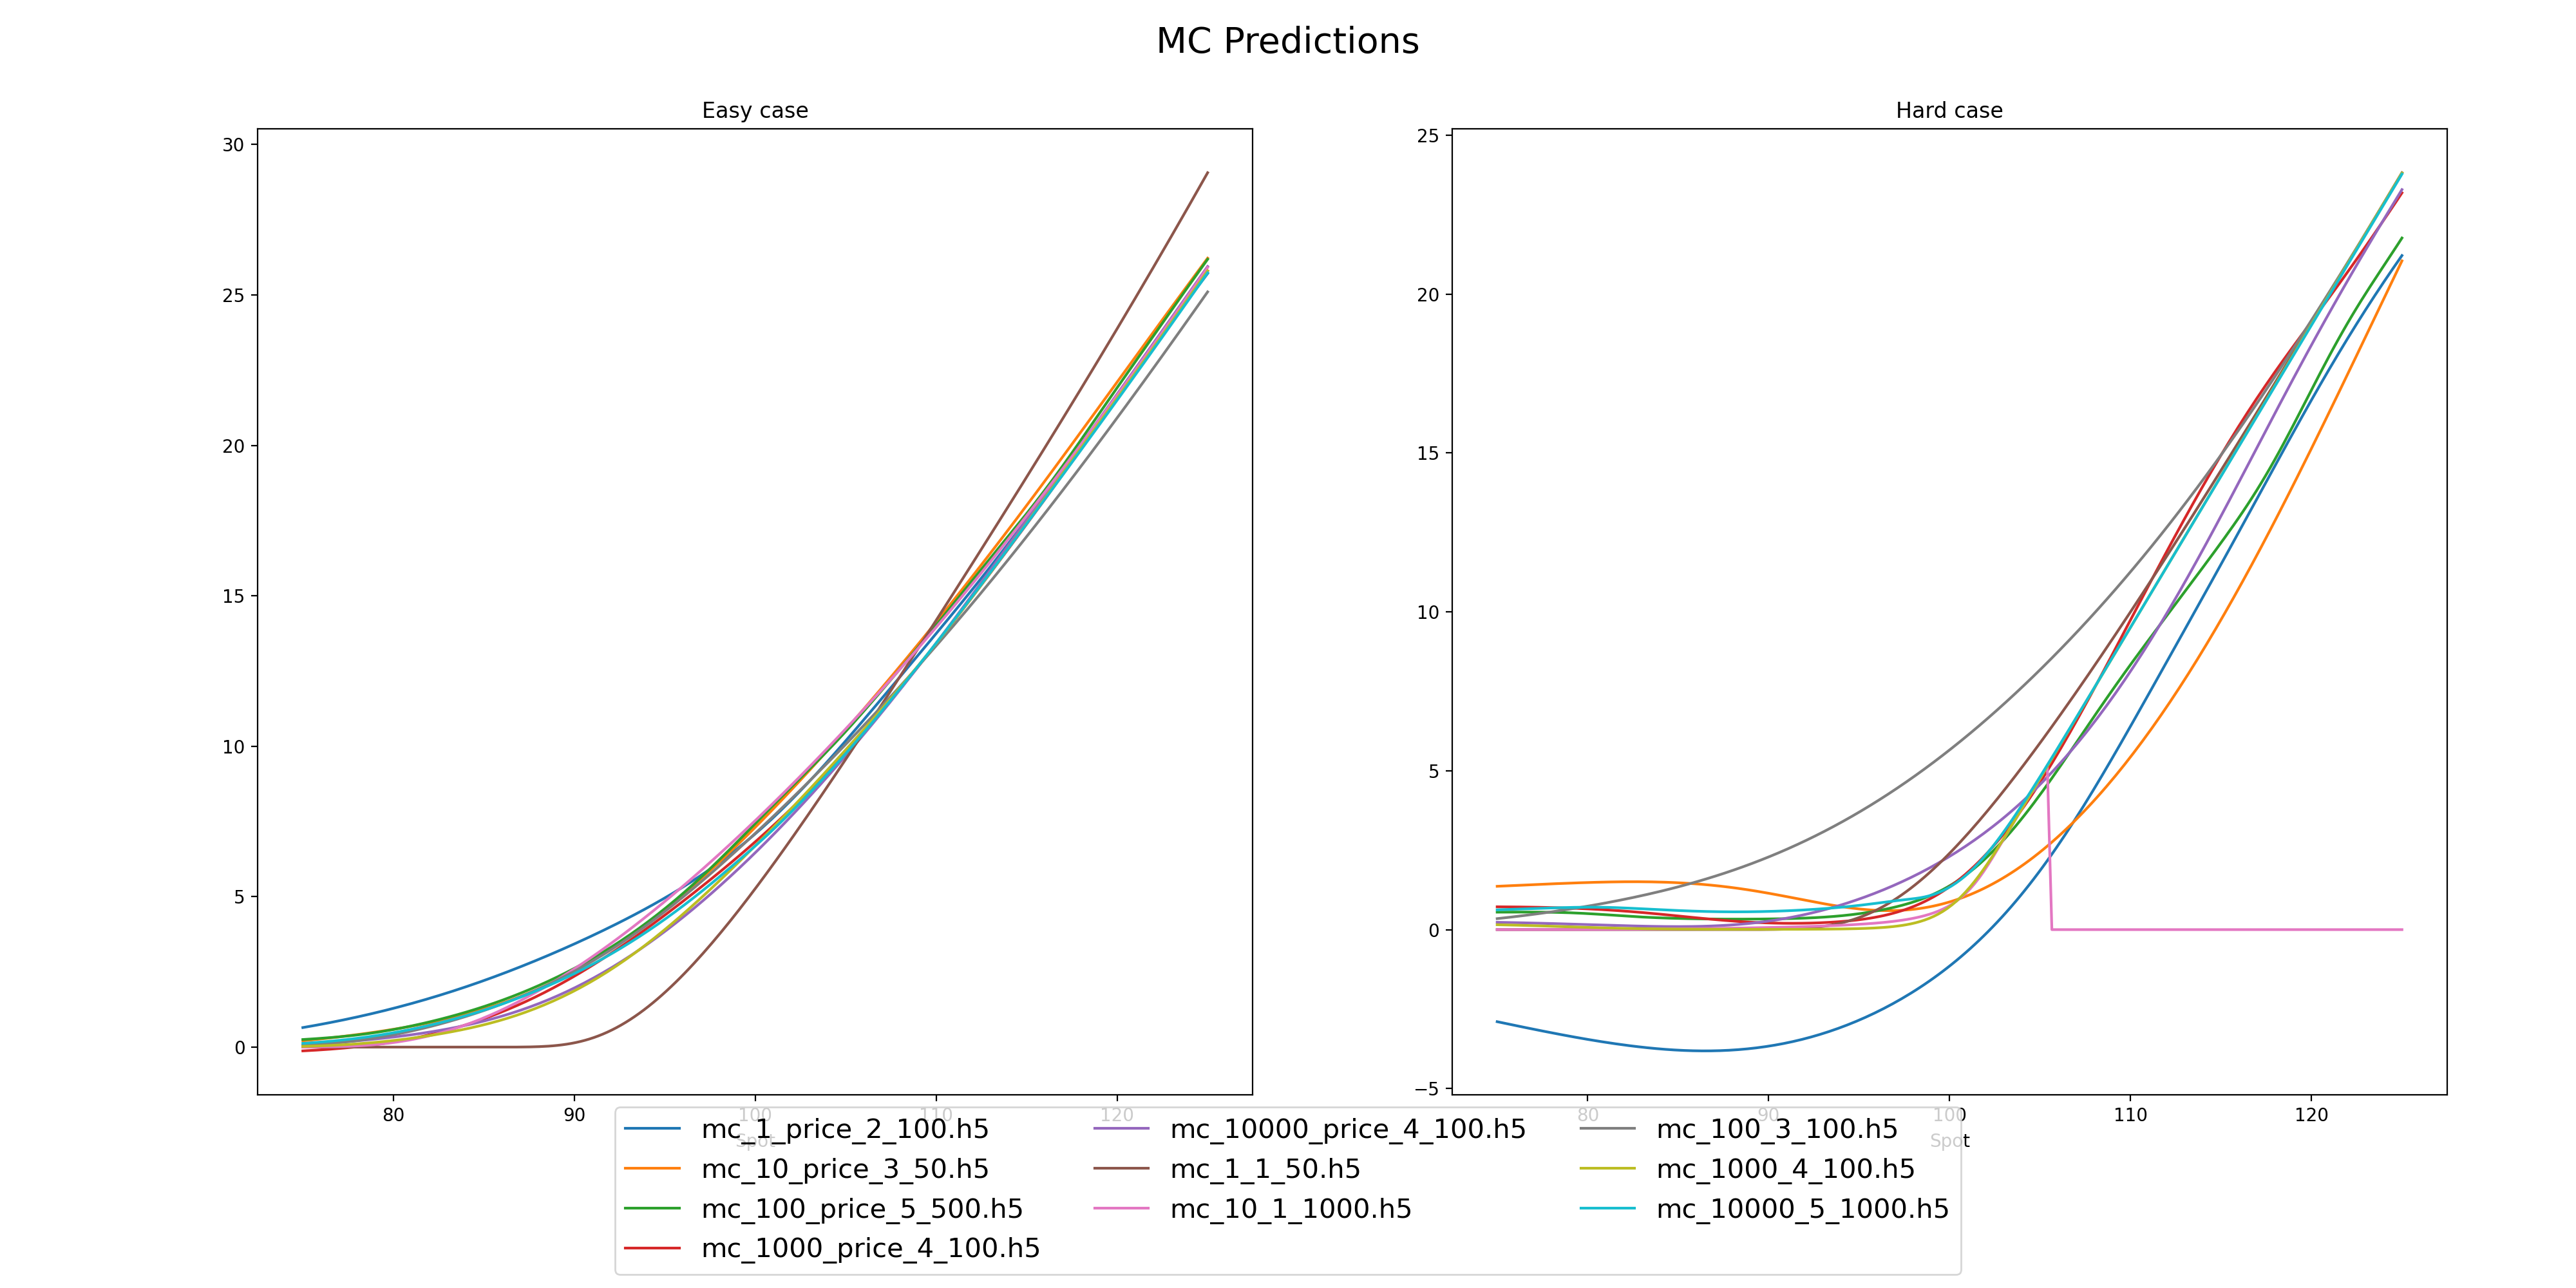 MC Predictions
Easy case
Hard case
30
25
20
15
10
5
0
80
90
100
110
120
Spot
25
20
15
10
5
0
−5
80
90
100
110
120
Spot
mc_1_price_2_100.h5
mc_10_price_3_50.h5
mc_100_price_5_500.h5
mc_1000_price_4_100.h5
mc_10000_price_4_100.h5
mc_1_1_50.h5
mc_10_1_1000.h5
mc_100_3_100.h5
mc_1000_4_100.h5
mc_10000_5_1000.h5